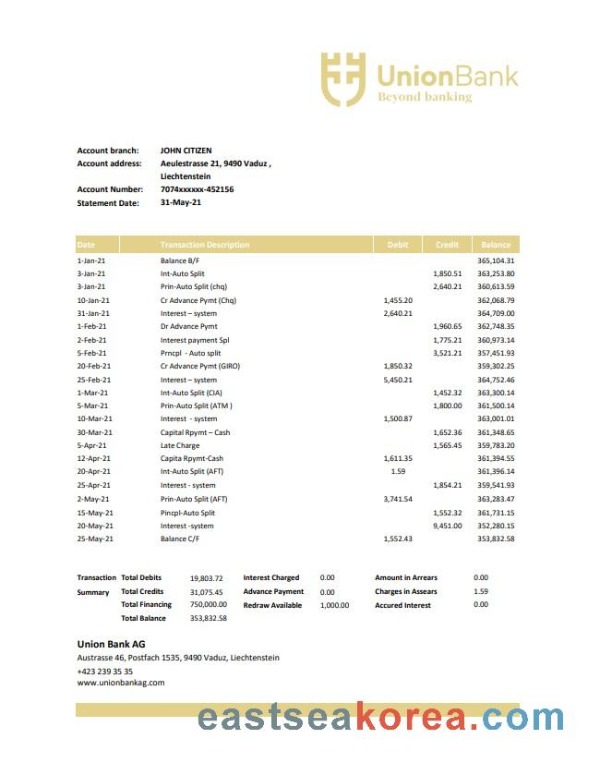 UnionBank
Beyond banking
Account branch: JOHN CITIZEN
Account address: Aeulestrasse 21, 9490 Vaduz ,
Liechtenstein
Account Number: 7074xxxxxx-452156
Statement Date: 31-May-21
Date Transaction Description Debit Credit Balance
1-Jan-21 Balance B/F 365,104.31
3-Jan-21 Int-Auto Split 1,850.51 363,253.80
3-Jan-21 Prin-Auto Split (chq) 2,640.21 360,613.59
10-Jan-21 Cr Advance Pymt (Chq) 1,455.20 362,068.79
31-Jan-21 Interest – system 2,640.21 364,709.00
1-Feb-21 Dr Advance Pymt 1,960.65 362,748.35
2-Feb-21 Interest payment Spl 1,775.21 360,973.14
5-Feb-21 Prncpl - Auto split 3,521.21 357,451.93
20-Feb-21 Cr Advance Pymt (GIRO) 1,850.32 359,302.25
25-Feb-21 Interest – system 5,450.21 364,752.46
1-Mar-21 Int-Auto Split (CIA) 1,452.32 363,300.14
5-Mar-21 Prin-Auto Split (ATM ) 1,800.00 361,500.14
10-Mar-21 Interest - system 1,500.87 363,001.01
30-Mar-21 Capital Rpymt – Cash 1,652.36 361,348.65
5-Apr-21 Late Charge 1,565.45 359,783.20
12-Apr-21 Capita Rpymt-Cash 1,611.35 361,394.55
20-Apr-21 Int-Auto Split (AFT) 1.59 361,396.14
25-Apr-21 Interest - system 1,854.21 359,541.93
2-May-21 Prin-Auto Split (AFT) 3,741.54 363,283.47
15-May-21 Pincpl-Auto Split 1,552.32 361,731.15
20-May-21 Interest -system 9,451.00 352,280.15
25-May-21 Balance C/F 1,552.43 353,832.58
Transaction Total Debits 19,803.72 Interest Charged 0.00 Amount in Arrears 0.00
Summary Total Credits 31,075.45 Advance Payment 0.00 Charges in Assears 1.59
Total Financing 750,000.00 Redraw Available 1,000.00 Accured Interest 0.00
Total Balance 353,832.58
Union Bank AG
Austrasse 46, Postfach 1535, 9490 Vaduz, Liechtenstein
+423 239 35 35
www.unionbankag.com
eastseakorea.com